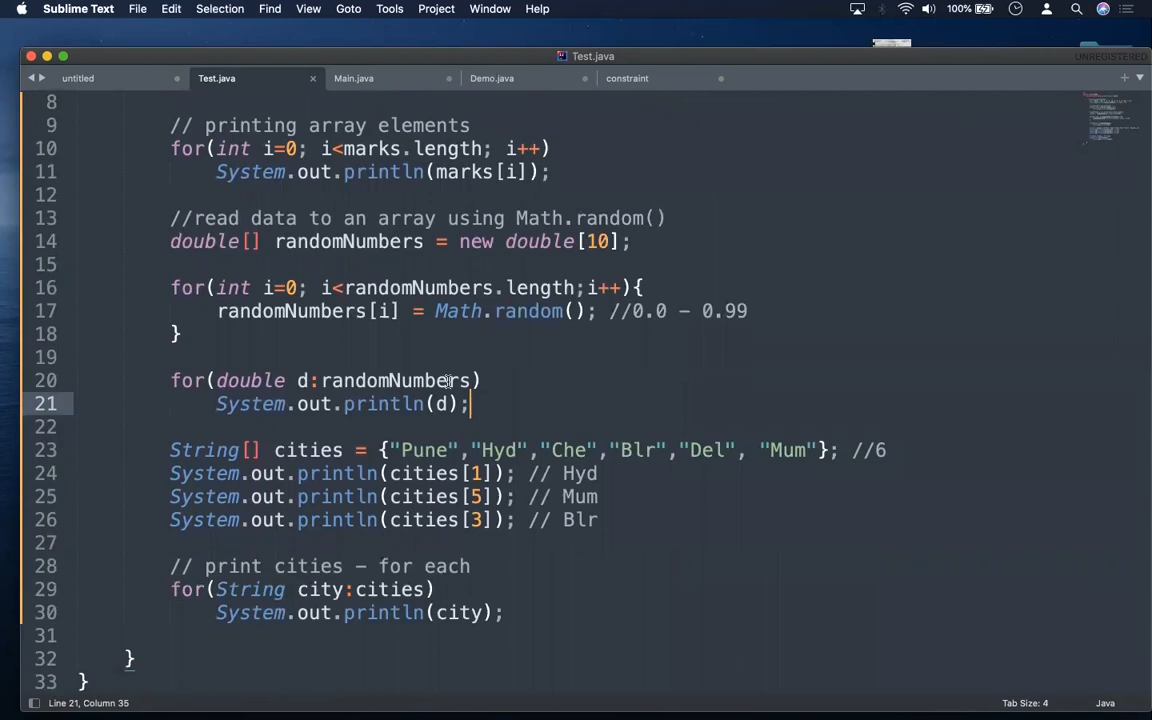 Sublime Text File Edit Selection Find View Goto Tools Project Window Help 100%
Test.java
UNREGISTERED
untitled Test.java Main.java Demo.java constraint
8
9 // printing array elements
10 for(int i=0; i<marks.length; i++)
11 System.out.println(marks[i]);
12
13 //read data to an array using Math.random()
14 double[] randomNumbers = new double[10];
15
16 for(int i=0; i<randomNumbers.length;i++){
17 randomNumbers[i] = Math.random(); //0.0 - 0.99
18 }
19
20 for(double d:randomNumbers)
21 System.out.println(d);
22
23 String[] cities = {"Pune","Hyd","Che","Blr","Del", "Mum"}; //6
24 System.out.println(cities[1]); // Hyd
25 System.out.println(cities[5]); // Mum
26 System.out.println(cities[3]); // Blr
27
28 // print cities - for each
29 for(String city:cities)
30 System.out.println(city);
31
32 }
33 }
Line 21, Column 35 Tab Size: 4 Java